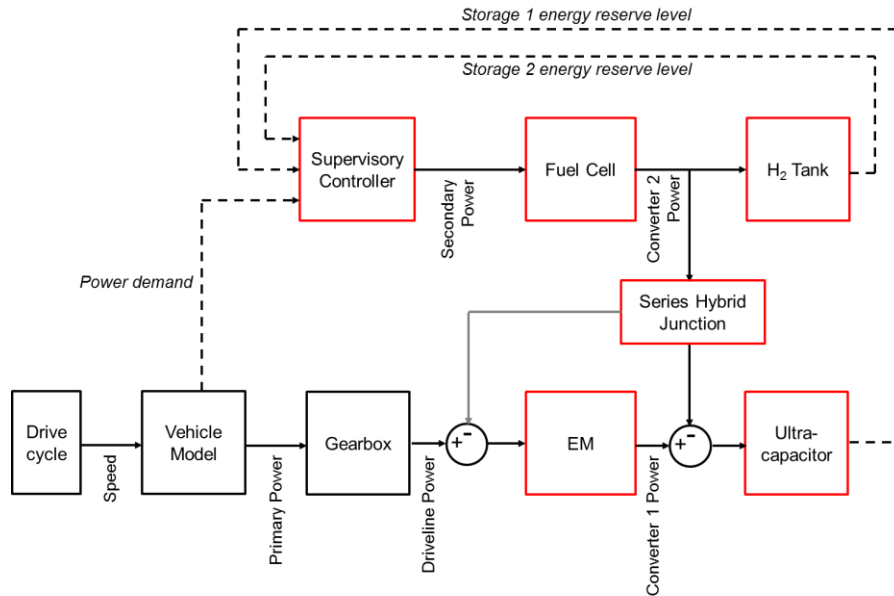 Storage 1 energy reserve level
Storage 2 energy reserve level
Supervisory
Controller
Secondary
Power
Fuel Cell
Converter 2
Power
H₂ Tank
Power demand
Series Hybrid
Junction
Drive
cycle
Speed
Vehicle
Model
Primary Power
Gearbox
Driveline Power
+
-
EM
Converter 1 Power
+
-
Ultra-
capacitor